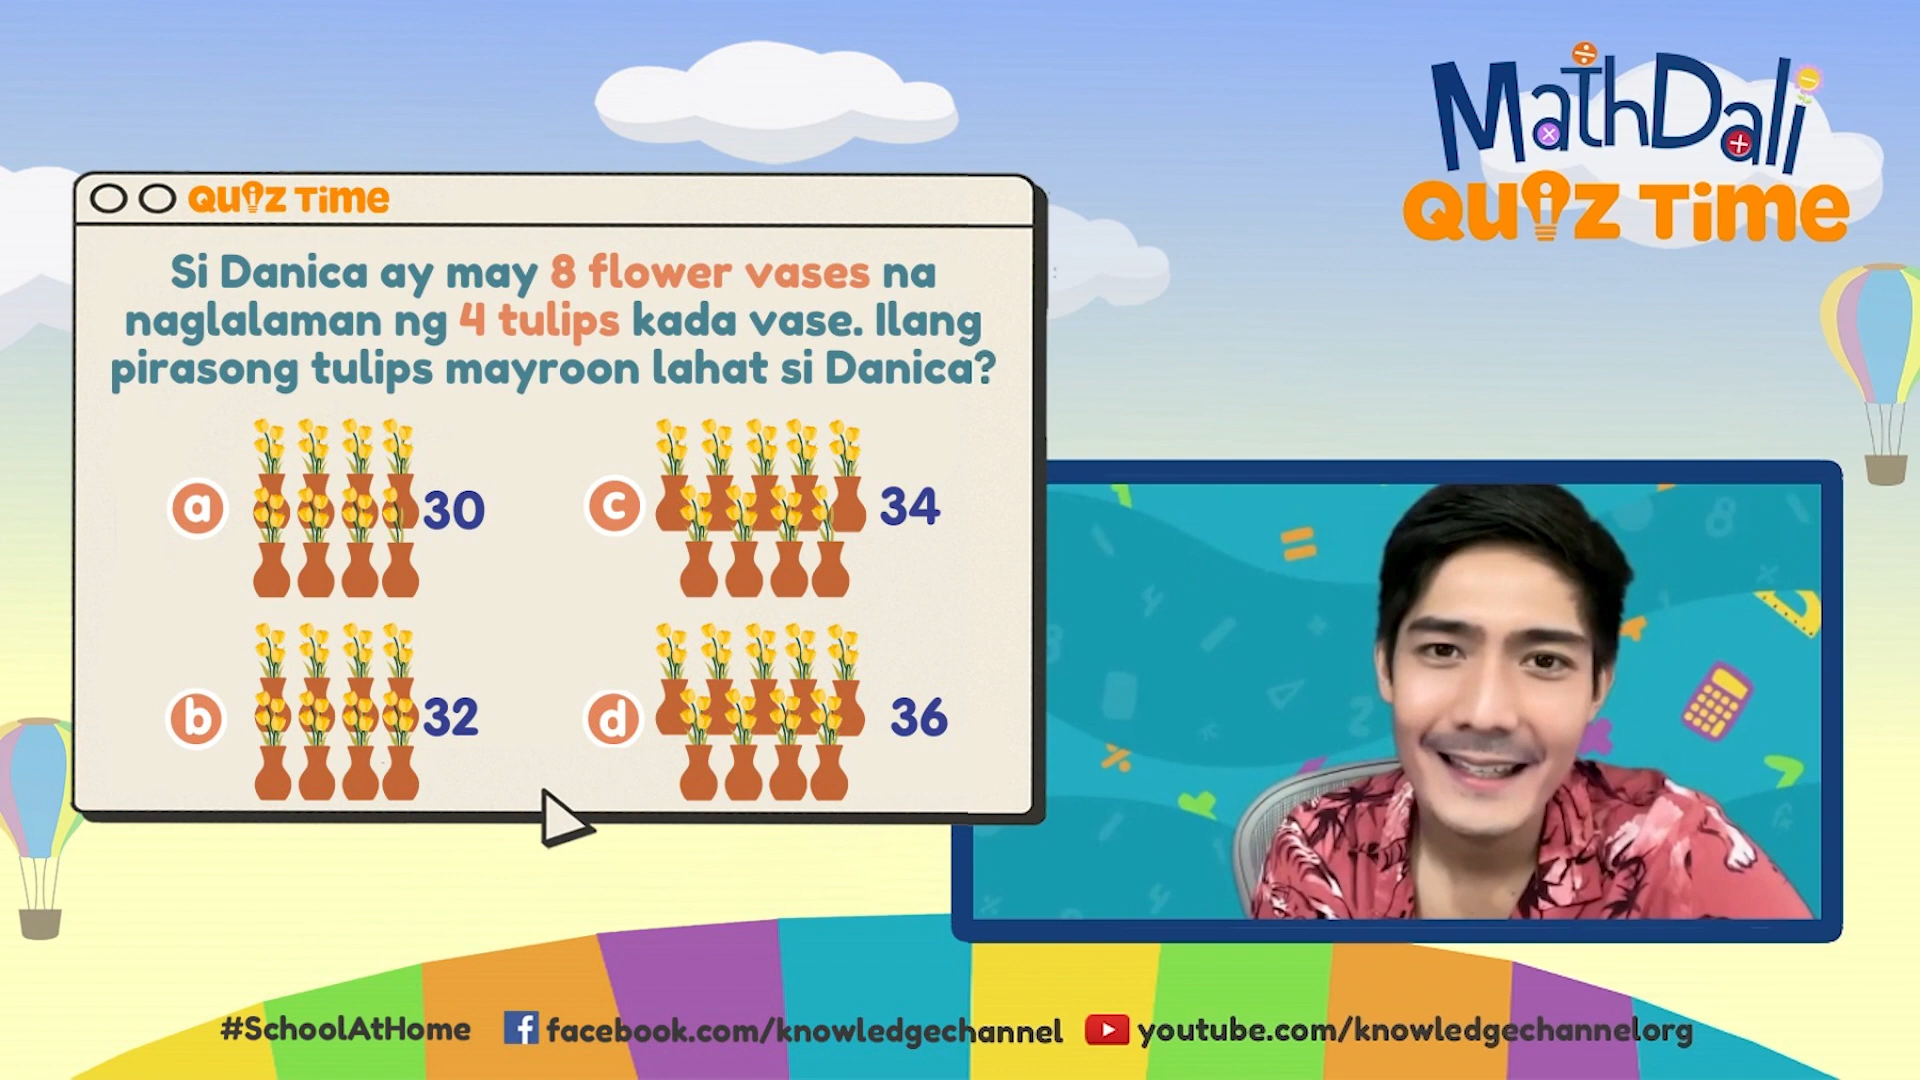 MathDali
QUIZ TIME
QUIZ TIME
Si Danica ay may 8 flower vases na
naglalaman ng 4 tulips kada vase. Ilang
pirasong tulips mayroon lahat si Danica?
a 30
c 34
b 32
d 36
#SchoolAtHome facebook.com/knowledgechannel youtube.com/knowledgechannelorg